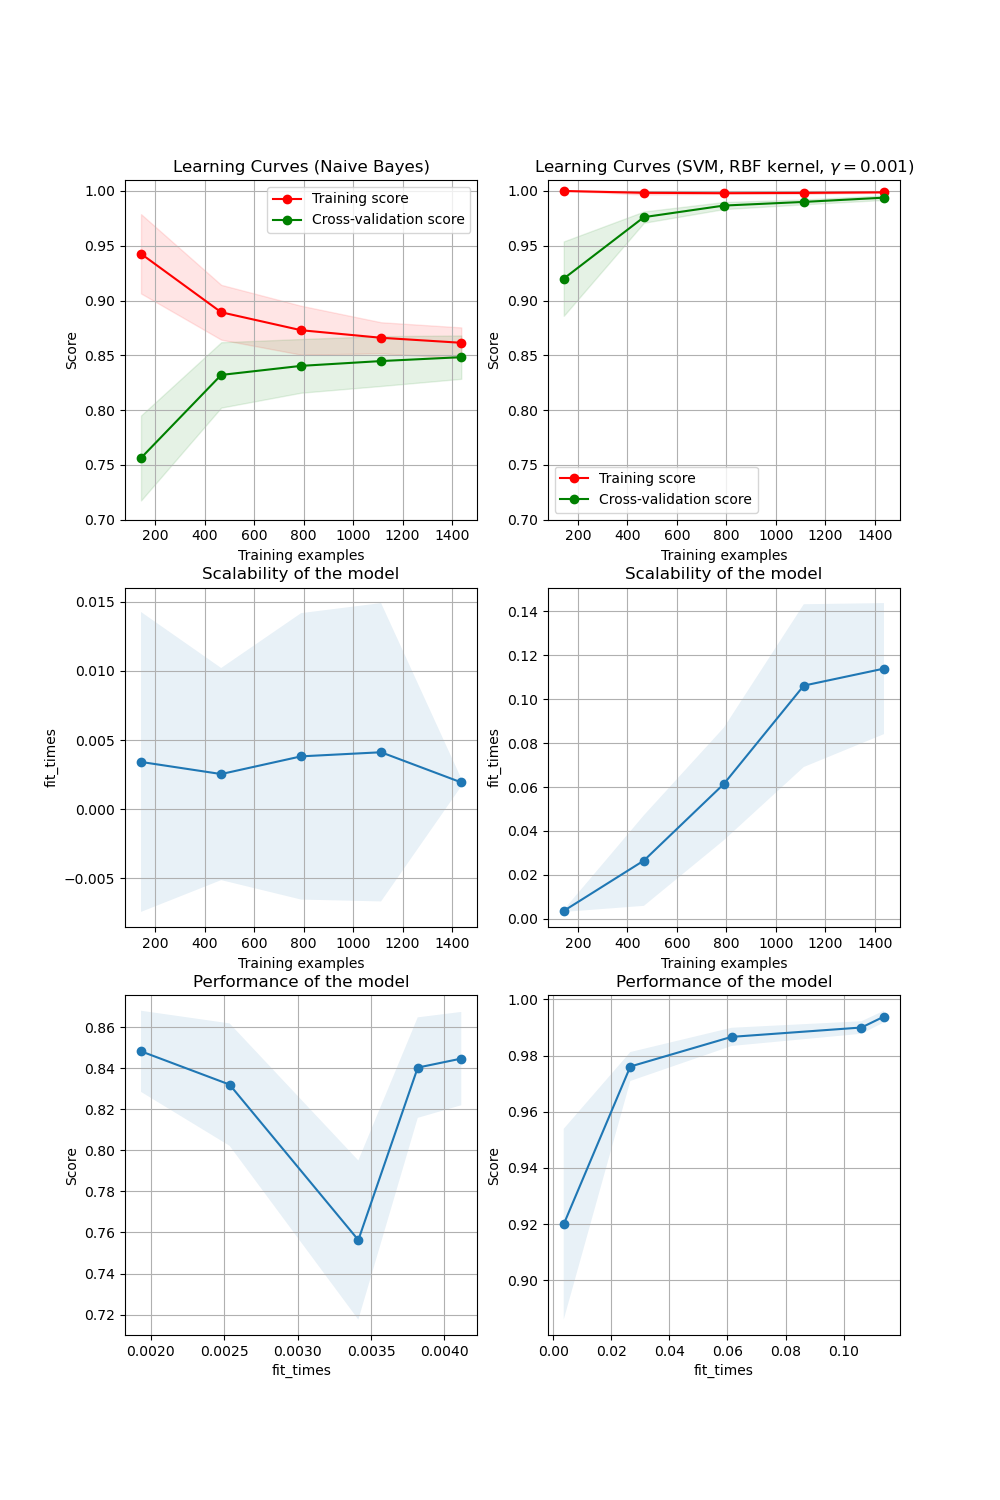 Learning Curves (Naive Bayes)
Score
1.00
0.95
0.90
0.85
0.80
0.75
0.70
Training score
Cross-validation score
200 400 600 800 1000 1200 1400
Training examples
Learning Curves (SVM, RBF kernel, γ = 0.001)
Score
1.00
0.95
0.90
0.85
0.80
0.75
0.70
Training score
Cross-validation score
200 400 600 800 1000 1200 1400
Training examples
Scalability of the model
fit_times
0.015
0.010
0.005
0.000
−0.005
200 400 600 800 1000 1200 1400
Training examples
Scalability of the model
fit_times
0.14
0.12
0.10
0.08
0.06
0.04
0.02
0.00
200 400 600 800 1000 1200 1400
Training examples
Performance of the model
Score
0.86
0.84
0.82
0.80
0.78
0.76
0.74
0.72
0.0020 0.0025 0.0030 0.0035 0.0040
fit_times
Performance of the model
Score
1.00
0.98
0.96
0.94
0.92
0.90
0.00 0.02 0.04 0.06 0.08 0.10
fit_times